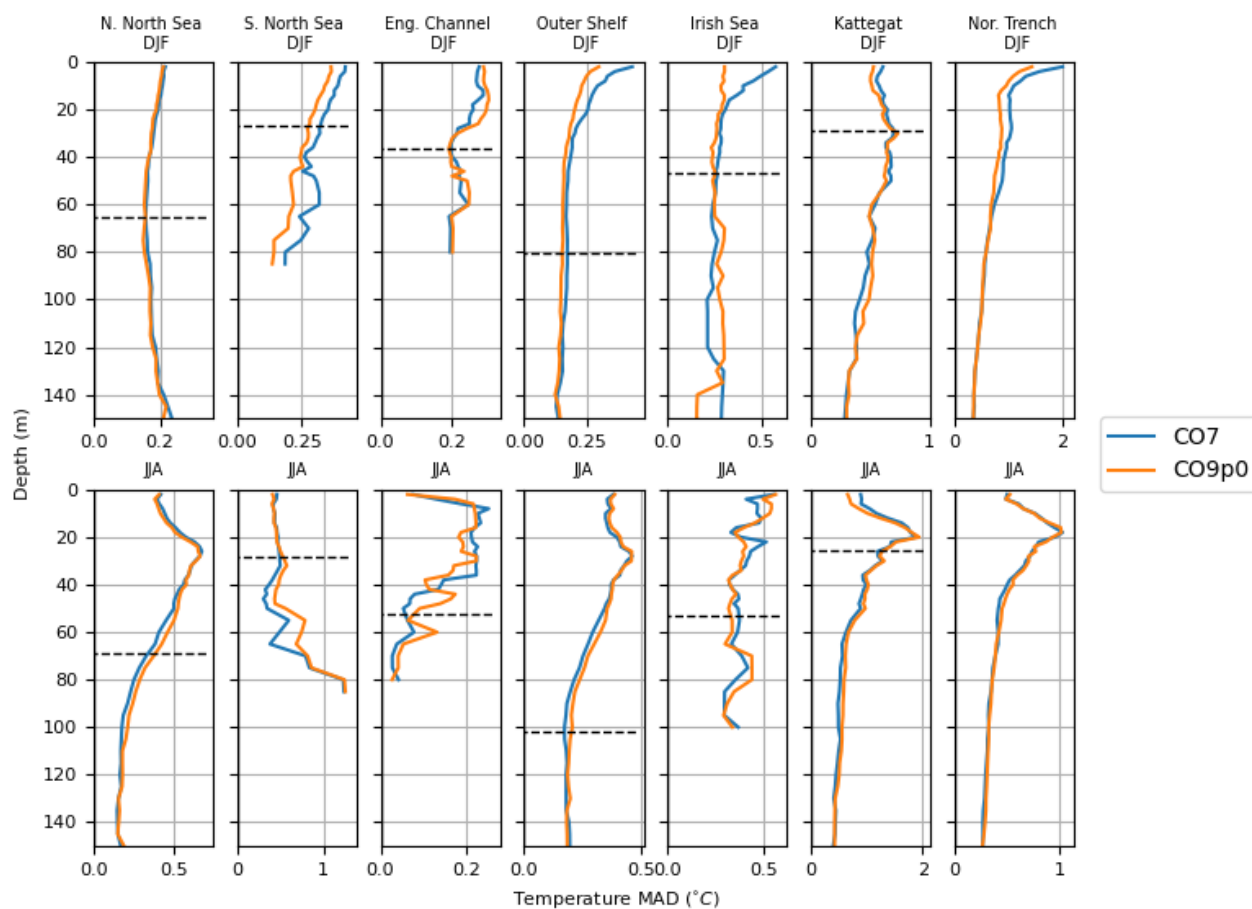 N. North Sea S. North Sea Eng. Channel Outer Shelf Irish Sea Kattegat Nor. Trench
DJF DJF DJF DJF DJF DJF DJF
0
20
40
60
80
100
120
140
0.0 0.2 0.00 0.25 0.0 0.2 0.00 0.25 0.0 0.5 0 1 0 2
Depth (m)
CO7
CO9p0
JJA JJA JJA JJA JJA JJA JJA
0
20
40
60
80
100
120
140
0.0 0.5 0 1 0.0 0.2 0.0 0.5 0.0 0.5 0 2 0 1
Temperature MAD (°C)